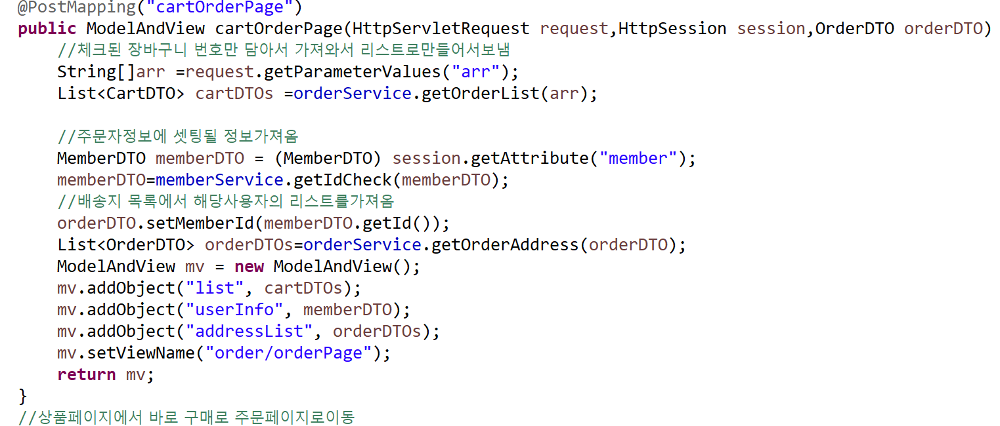 @PostMapping("cartOrderPage")
public ModelAndView cartOrderPage(HttpServletRequest request,HttpSession session,OrderDTO orderDTO)
//체크된 장바구니 번호만 담아서 가져와서 리스트로만들어서보냄
String[]arr =request.getParameterValues("arr");
List<CartDTO> cartDTOs =orderService.getOrderList(arr);
//주문자정보에 셋팅될 정보가져옴
MemberDTO memberDTO = (MemberDTO) session.getAttribute("member");
memberDTO=memberService.getIdCheck(memberDTO);
//배송지 목록에서 해당사용자의 리스트를가져옴
orderDTO.setMemberId(memberDTO.getId());
List<OrderDTO> orderDTOs=orderService.getOrderAddress(orderDTO);
ModelAndView mv = new ModelAndView();
mv.addObject("list", cartDTOs);
mv.addObject("userInfo", memberDTO);
mv.addObject("addressList", orderDTOs);
mv.setViewName("order/orderPage");
return mv;
}
//상품페이지에서 바로 구매로 주문페이지로이동